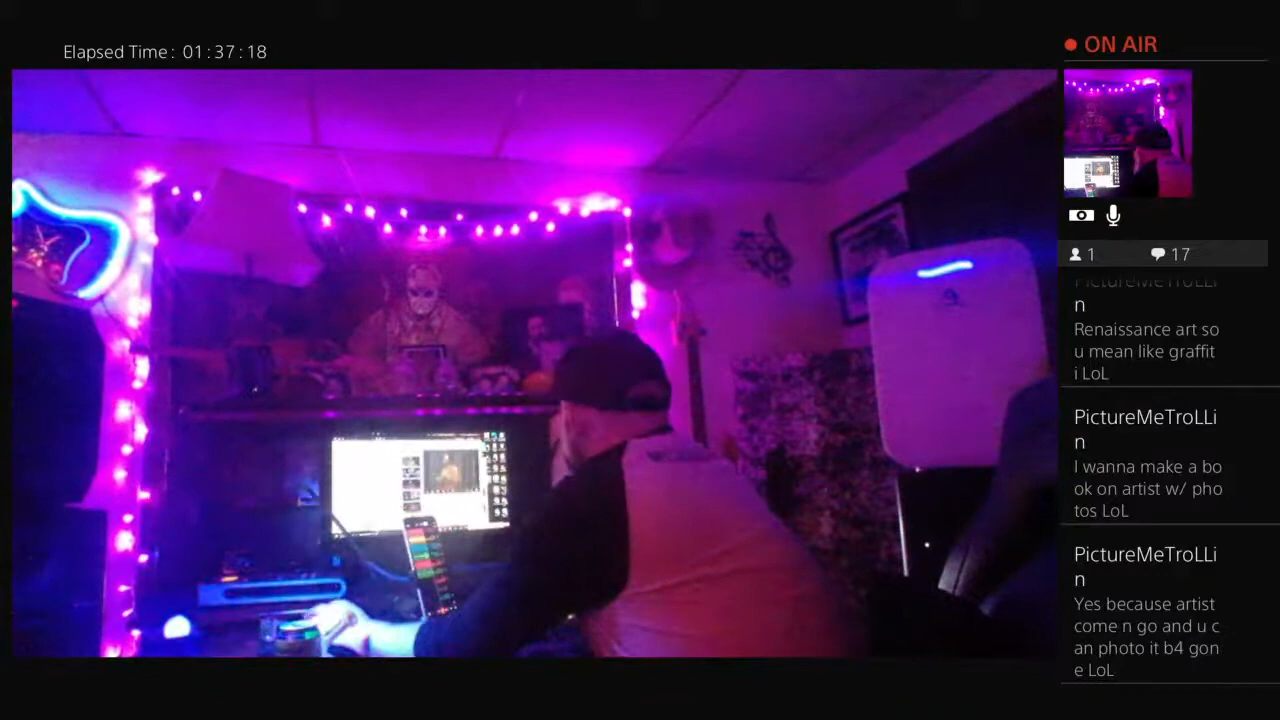 Elapsed Time: 01:37:18
ON AIR
1
17
PictureMeTroLLi
n
Renaissance art so
u mean like graffit
i LoL
PictureMeTroLLi
n
I wanna make a bo
ok on artist w/ pho
tos LoL
PictureMeTroLLi
n
Yes because artist
come n go and u c
an photo it b4 gon
e LoL